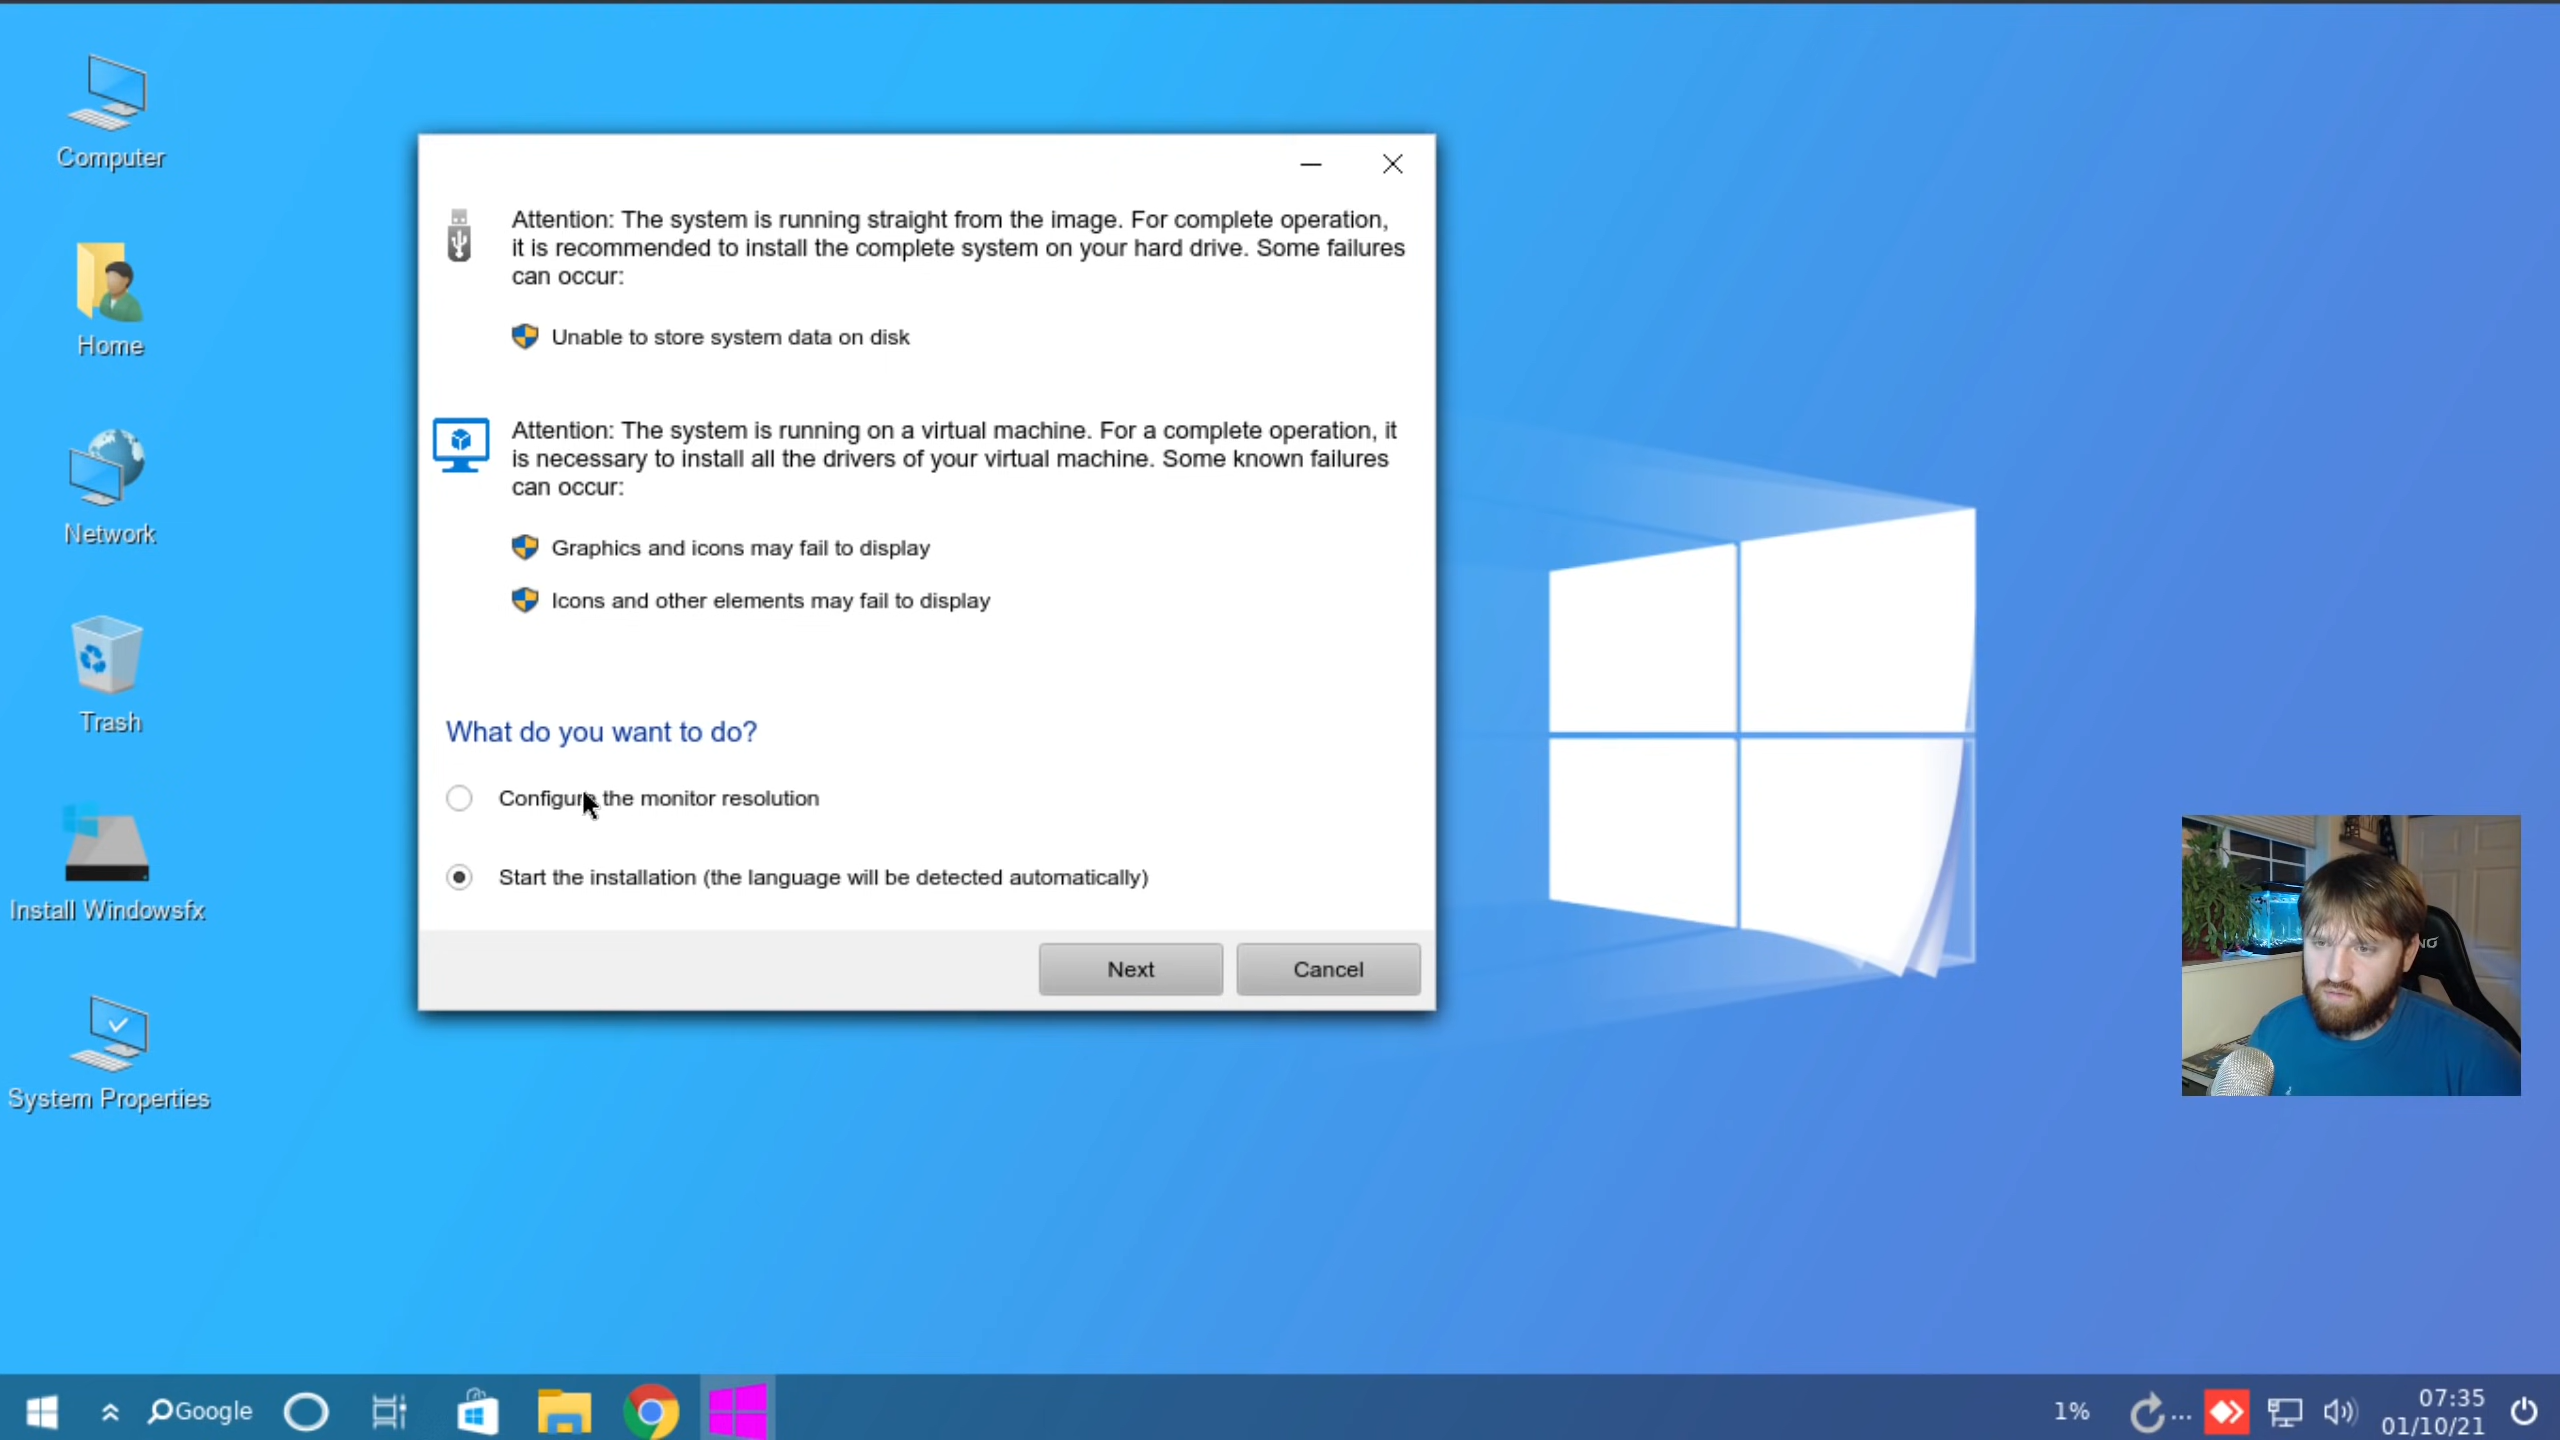 Computer
Home
Network
Trash
Install Windowsfx
System Properties
Attention: The system is running straight from the image. For complete operation,
it is recommended to install the complete system on your hard drive. Some failures
can occur:
Unable to store system data on disk
Attention: The system is running on a virtual machine. For a complete operation, it
is necessary to install all the drivers of your virtual machine. Some known failures
can occur:
Graphics and icons may fail to display
Icons and other elements may fail to display
What do you want to do?
Configure the monitor resolution
Start the installation (the language will be detected automatically)
Next
Cancel
Google
1%
...
07:35
01/10/21